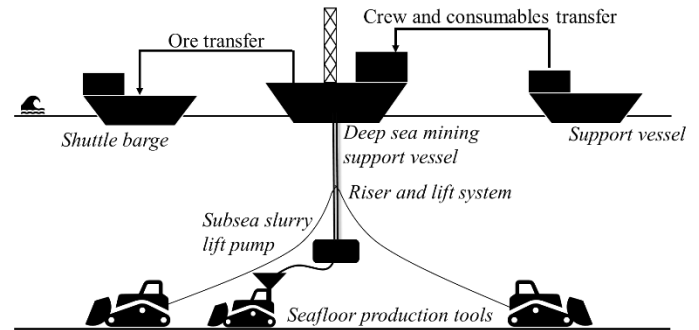 Crew and consumables transfer
Ore transfer
Shuttle barge
Deep sea mining
support vessel
Support vessel
Riser and lift system
Subsea slurry
lift pump
Seafloor production tools